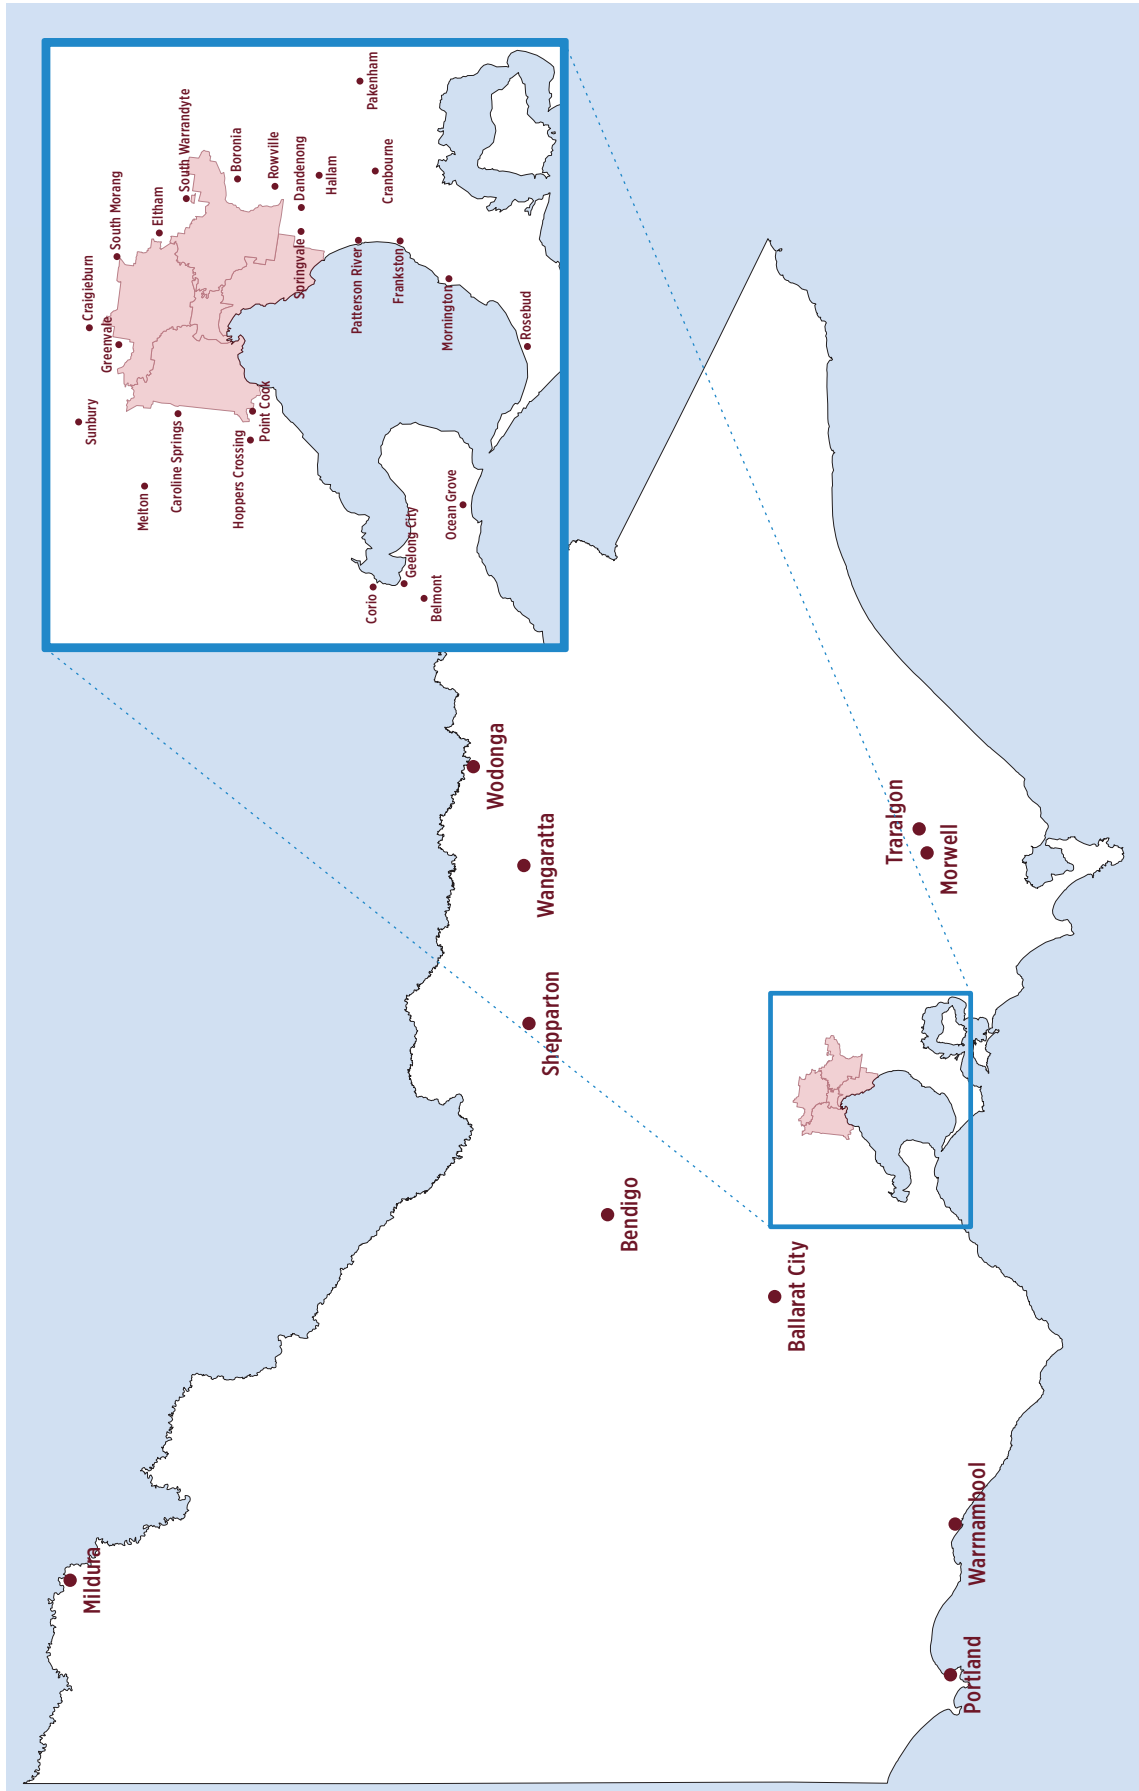 Mildura
Wodonga
Wangaratta
Shepparton
Bendigo
Ballarat City
Traralgon
Morwell
Warrnambool
Portland
Sunbury
Craigieburn
Greenvale
South Morang
Eltham
South Warrandyte
Boronia
Rowville
Melton
Caroline Springs
Hoppers Crossing
Point Cook
Springvale
Dandenong
Hallam
Pakenham
Cranbourne
Patterson River
Frankston
Mornington
Rosebud
Corio
Geelong City
Belmont
Ocean Grove